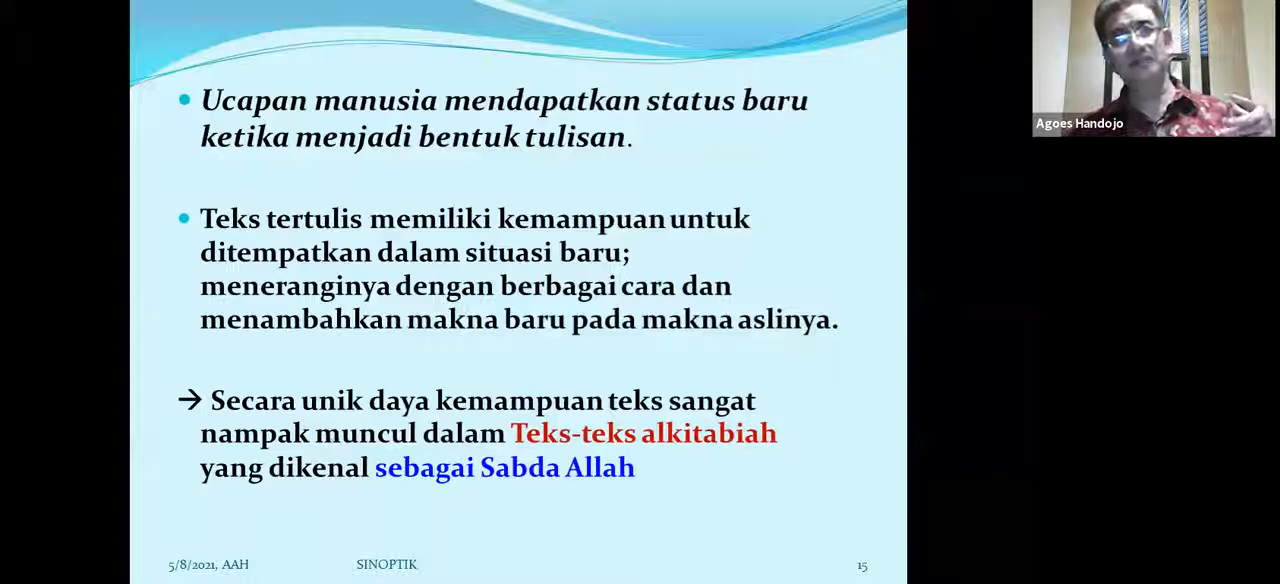 • Ucapan manusia mendapatkan status baru
ketika menjadi bentuk tulisan.
• Teks tertulis memiliki kemampuan untuk
ditempatkan dalam situasi baru;
meneranginya dengan berbagai cara dan
menambahkan makna baru pada makna aslinya.
→ Secara unik daya kemampuan teks sangat
nampak muncul dalam Teks-teks alkitabiah
yang dikenal sebagai Sabda Allah
5/8/2021, AAH SINOPTIK 15
Agoes Handojo